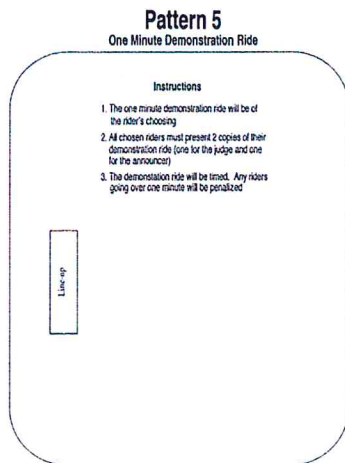 Pattern 5
One Minute Demonstration Ride
Instructions
1. The one minute demonstration ride will be of
the rider's choosing
2. All chosen riders must present 2 copies of their
demonstration ride (one for the judge and one
for the announcer)
3. The demonstation ride will be timed. Any riders
going over one minute will be penalized
Line-up